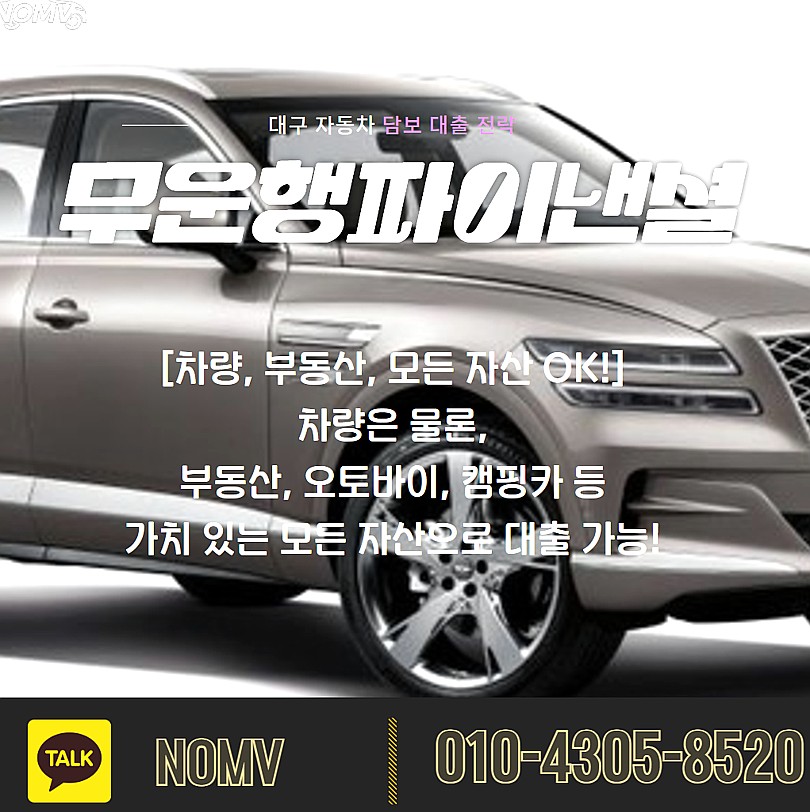 NOMV
대구 자동차 담보 대출 전략
무운행파이낸셜
[차량, 부동산, 모든 자산 OK!]
차량은 물론,
부동산, 오토바이, 캠핑카 등
가치 있는 모든 자산으로 대출 가능!
TALK
NOMV
010-4305-8520